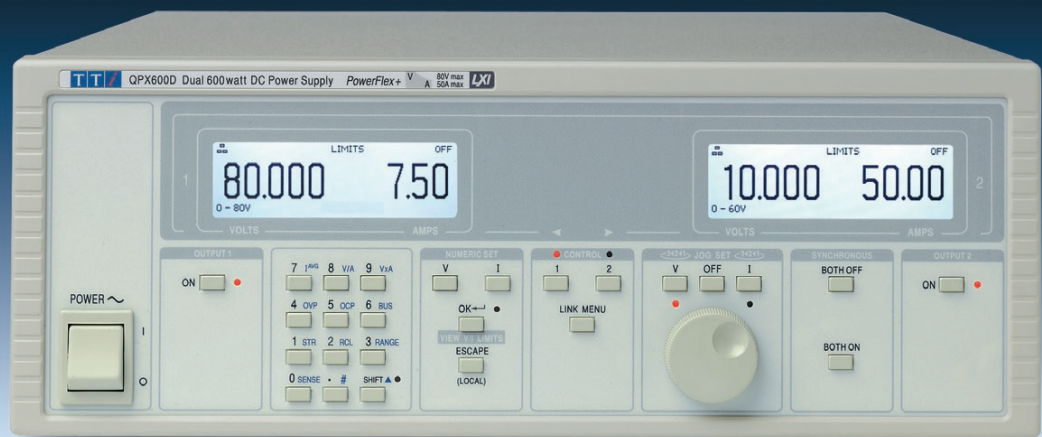 TTi QPX600D Dual 600watt DC Power Supply PowerFlex+ V A 80V max 50A max LXI
1
LIMITS OFF
80.000 7.50
0 - 80V
VOLTS AMPS
LIMITS OFF
10.000 50.00
0 - 60V
VOLTS AMPS
2
POWER
I
O
OUTPUT 1
ON
7 IAVG 8 V/A 9 VxA
4 OVP 5 OCP 6 BUS
1 STR 2 RCL 3 RANGE
0 SENSE . # SHIFT
NUMERIC SET
V I
OK
VIEW V/I LIMITS
ESCAPE
(LOCAL)
CONTROL
1 2
LINK MENU
JOG SET
V OFF I
SYNCHRONOUS
BOTH OFF
BOTH ON
OUTPUT 2
ON